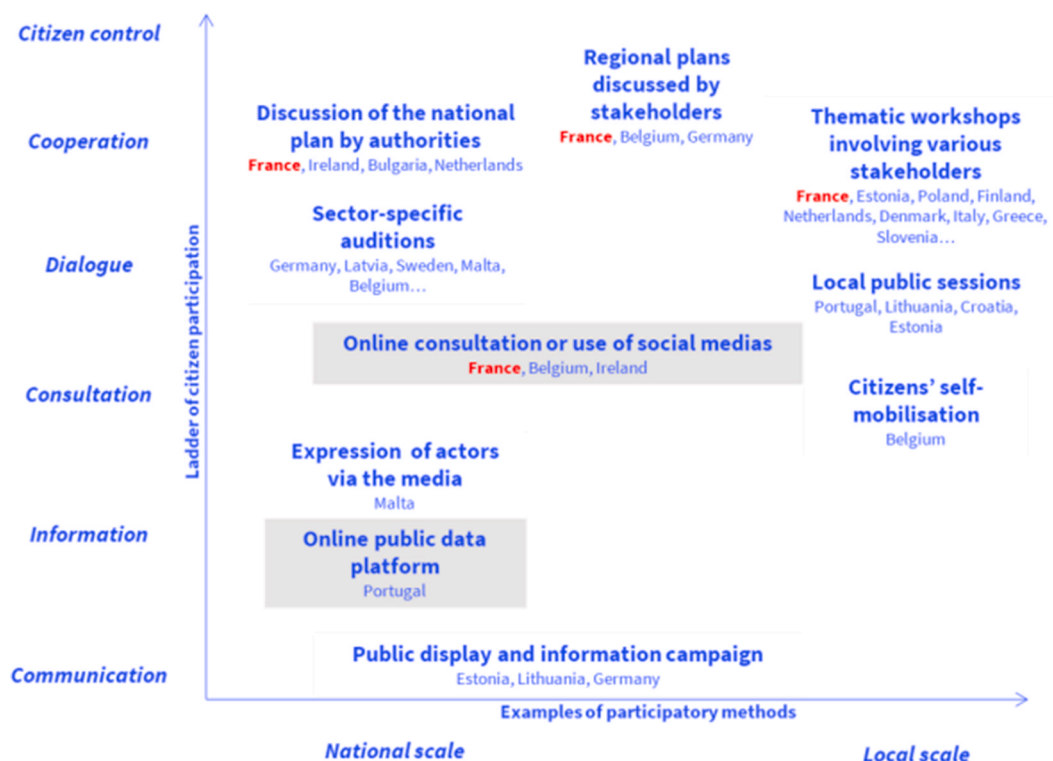 Citizen control
Cooperation
Dialogue
Consultation
Information
Communication
Ladder of citizen participation
Regional plans
discussed by
stakeholders
France, Belgium, Germany
Discussion of the national
plan by authorities
France, Ireland, Bulgaria, Netherlands
Thematic workshops
involving various
stakeholders
France, Estonia, Poland, Finland,
Netherlands, Denmark, Italy, Greece,
Slovenia…
Sector-specific
auditions
Germany, Latvia, Sweden, Malta,
Belgium…
Local public sessions
Portugal, Lithuania, Croatia,
Estonia
Online consultation or use of social medias
France, Belgium, Ireland
Citizens’ self-
mobilisation
Belgium
Expression of actors
via the media
Malta
Online public data
platform
Portugal
Public display and information campaign
Estonia, Lithuania, Germany
Examples of participatory methods
National scale
Local scale